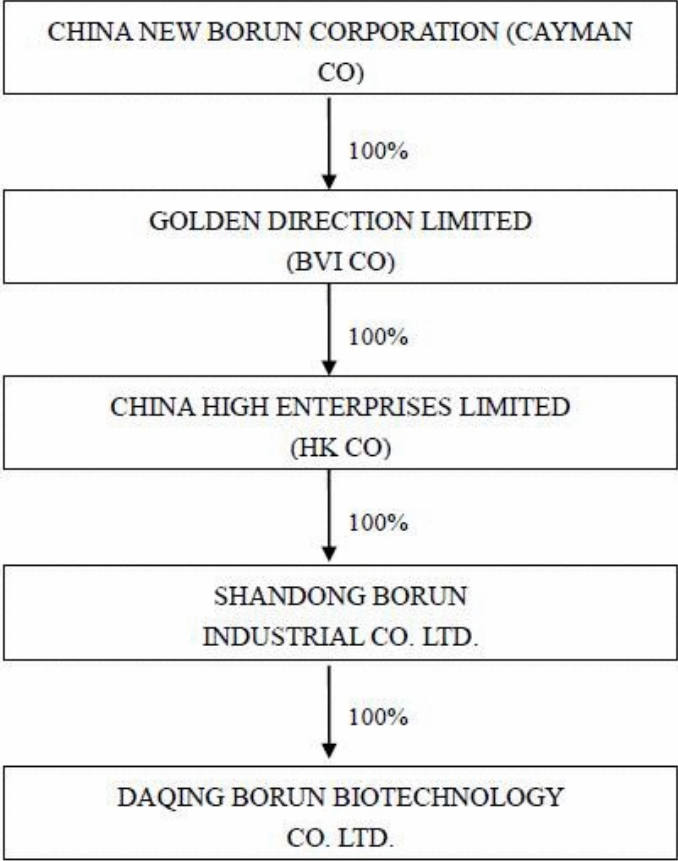 CHINA NEW BORUN CORPORATION (CAYMAN
CO)
100%
GOLDEN DIRECTION LIMITED
(BVI CO)
100%
CHINA HIGH ENTERPRISES LIMITED
(HK CO)
100%
SHANDONG BORUN
INDUSTRIAL CO. LTD.
100%
DAQING BORUN BIOTECHNOLOGY
CO. LTD.